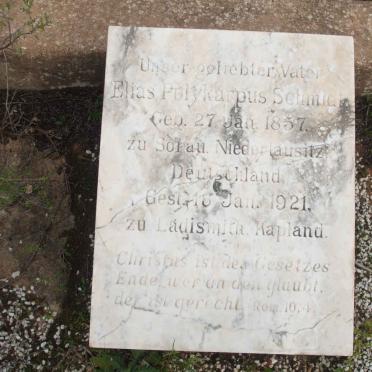 Unser geliebter Vater
Elias Polykarpus Schmidt
Geb. 27 Jan. 1857.
zu Sorau, Niederlausitz
Deutschland.
Gest. 16 Jan. 1921.
zu Ladismith, Kapland.
Christus ist des Gesetzes
Ende, wer an den glaubt,
der ist gerecht. Rom. 10.4.